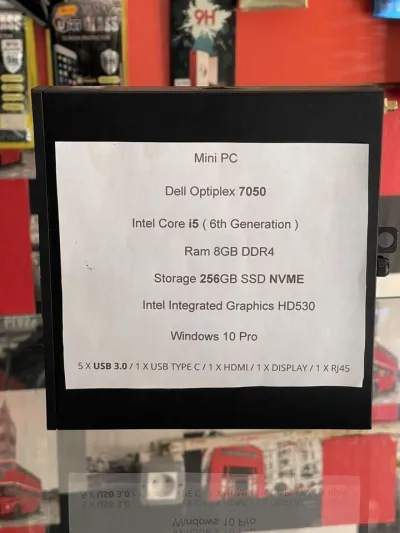 9H
Mini PC
Dell Optiplex 7050
Intel Core i5 ( 6th Generation )
Ram 8GB DDR4
Storage 256GB SSD NVME
Intel Integrated Graphics HD530
Windows 10 Pro
5 X USB 3.0 / 1 X USB TYPE C / 1 X HDMI / 1 X DISPLAY / 1 X RJ45